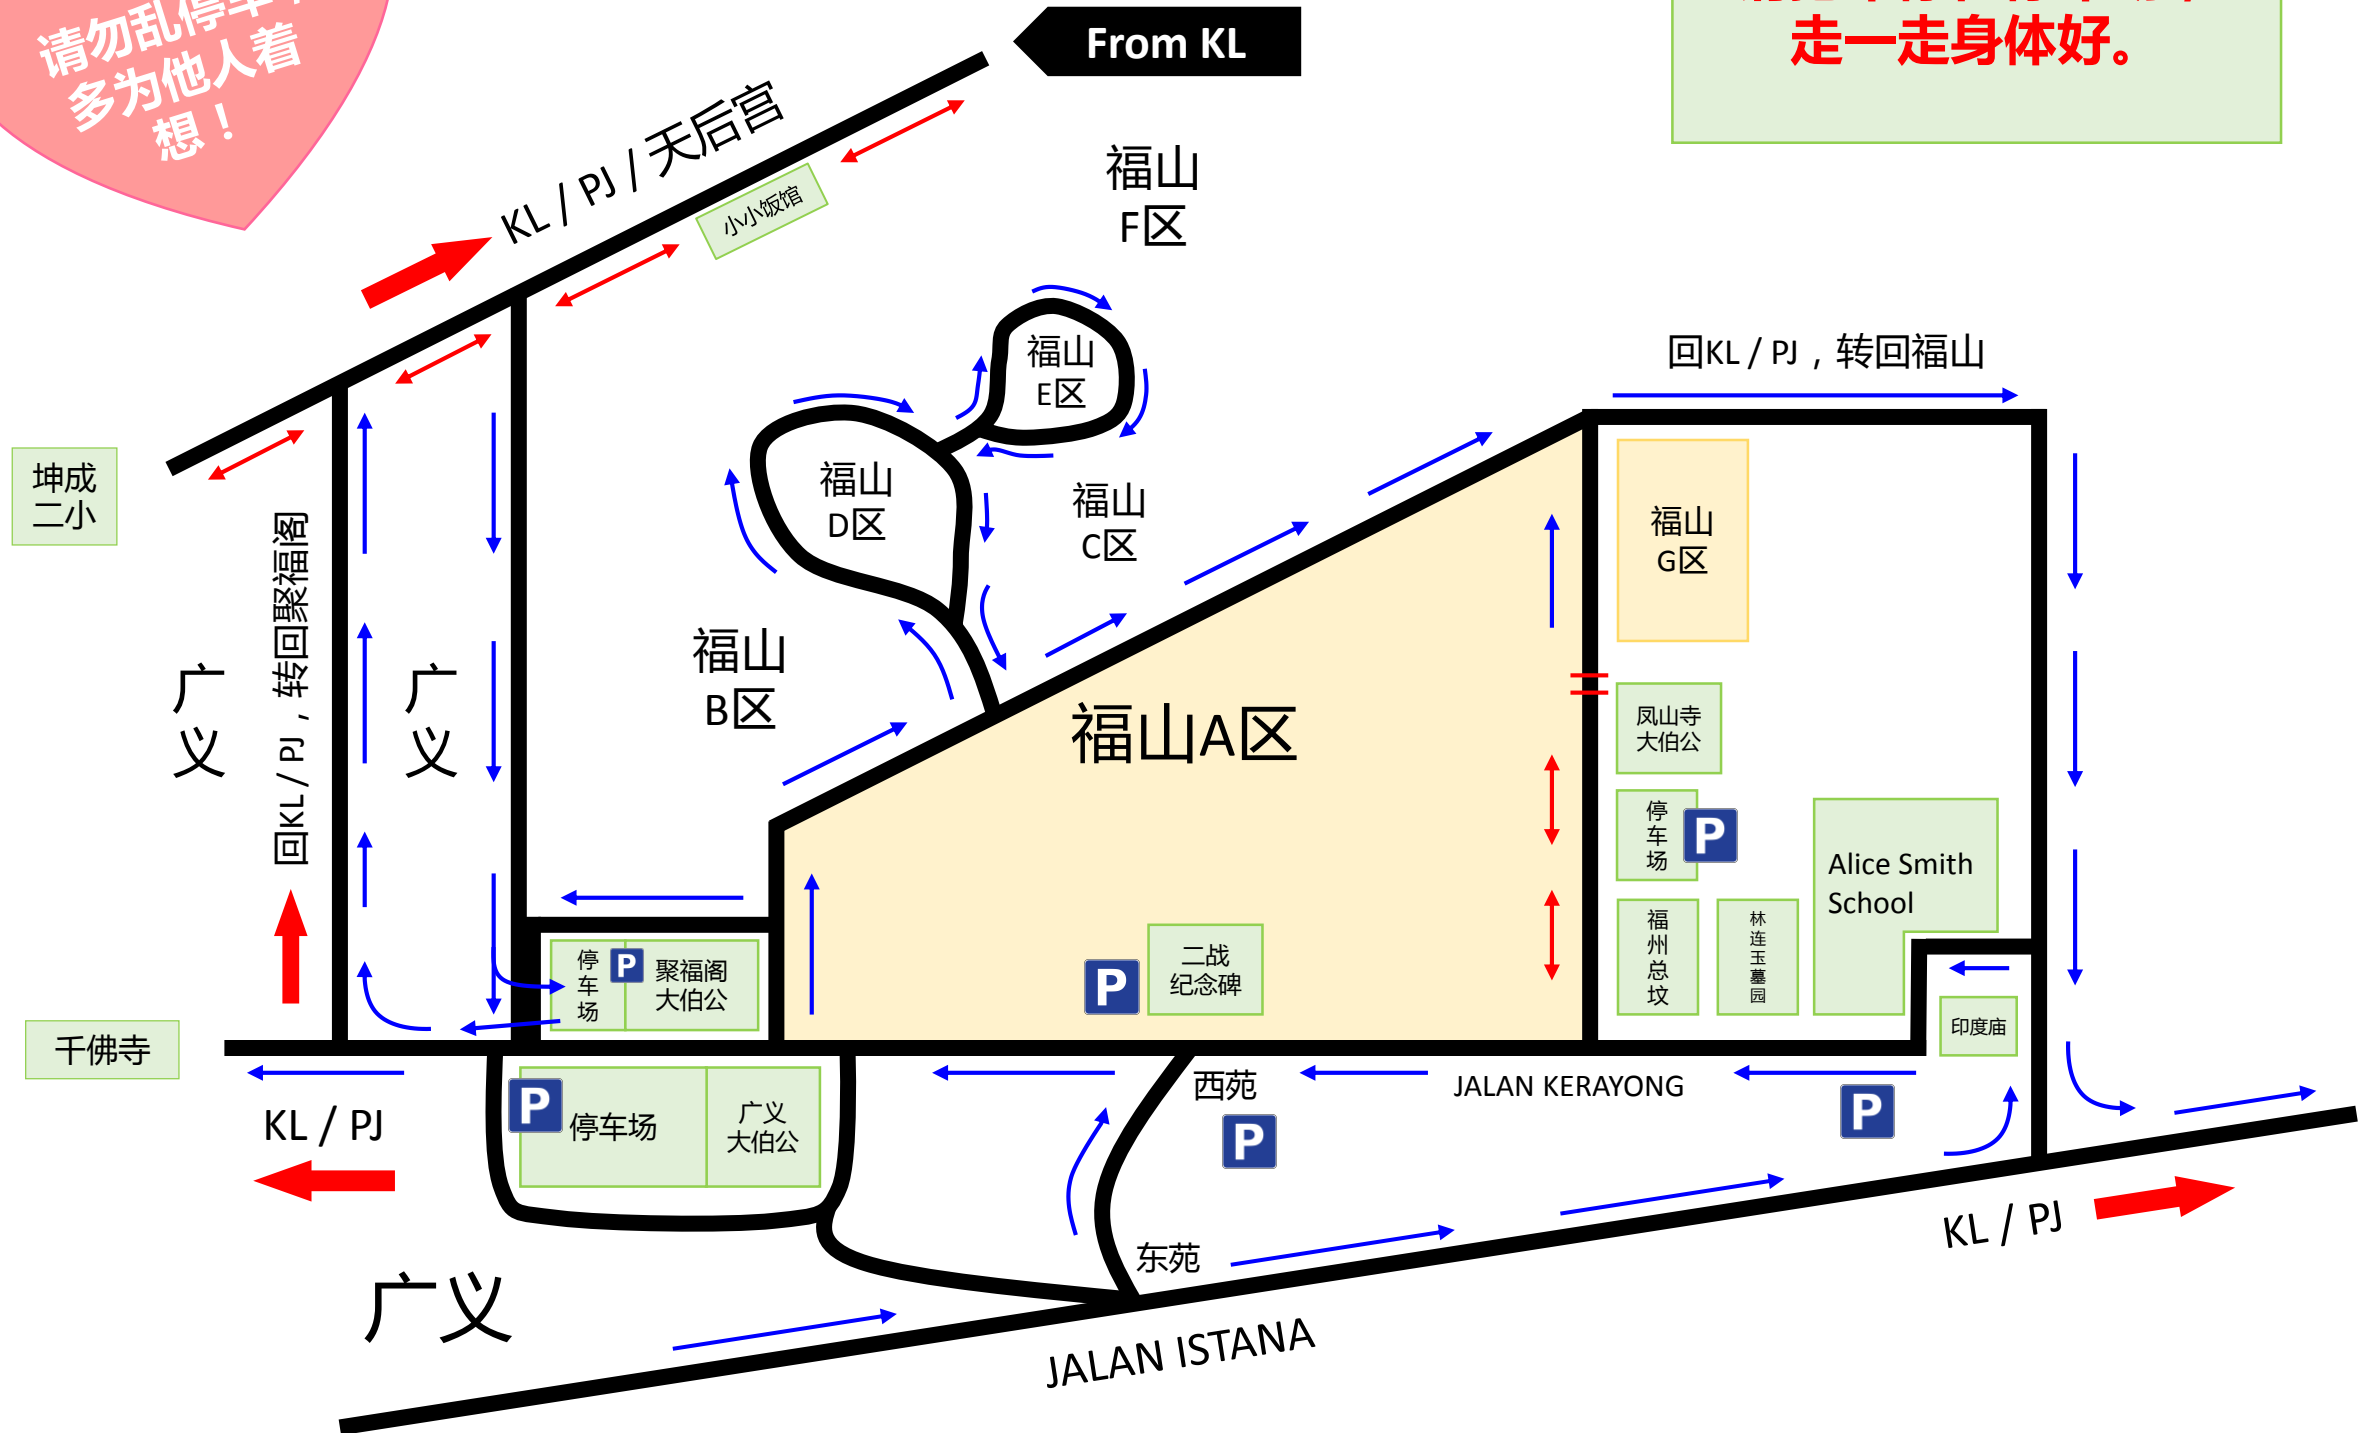 请勿乱停车，
多为他人着
想！
From KL
走一走身体好。
KL / PJ / 天后宫
小小饭馆
福山
F区
福山
E区
回KL / PJ，转回福山
坤成
二小
福山
D区
福山
C区
福山
G区
回KL / PJ，转回聚福阁
广
义
广
义
福山
B区
福山A区
凤山寺
大伯公
停
车
场
P
Alice Smith
School
停
车
场
P
聚福阁
大伯公
P
二战
纪念碑
福
州
总
坟
林
连
玉
墓
园
印度庙
千佛寺
KL / PJ
P
停车场
广义
大伯公
西苑
P
JALAN KERAYONG
P
东苑
KL / PJ
广义
JALAN ISTANA